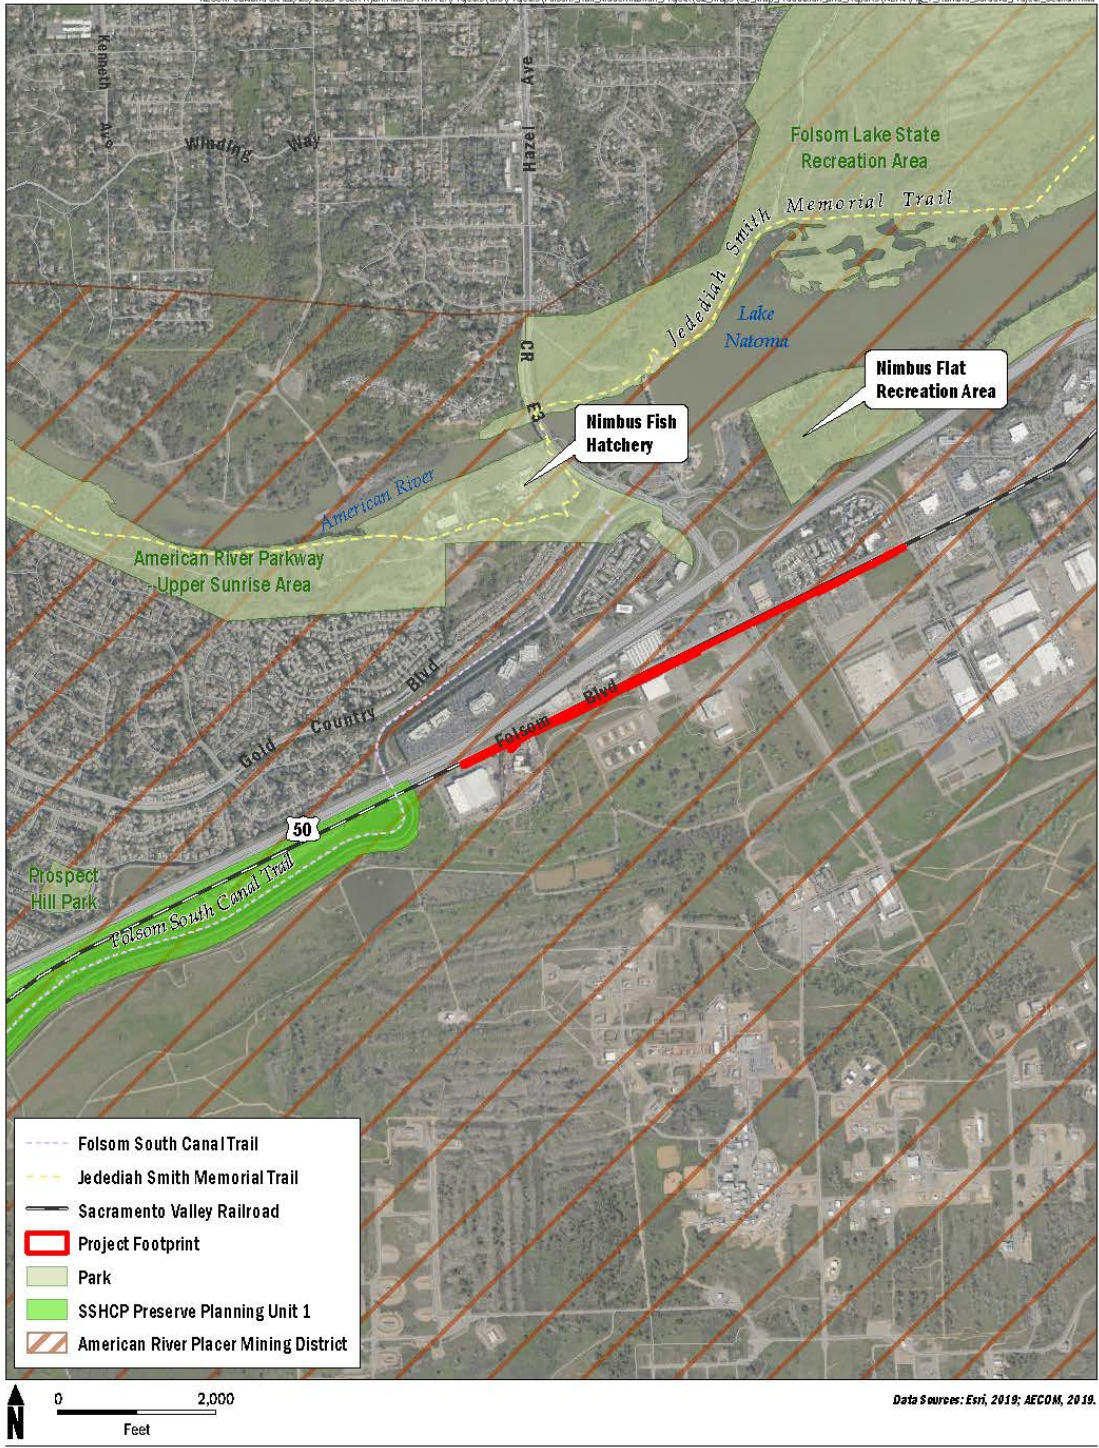 Kenneth Ave
Winding Way
Hazel Ave
Folsom Lake State
Recreation Area
Jedediah Smith Memorial Trail
Lake
Natoma
CR E3
Nimbus Flat
Recreation Area
Nimbus Fish
Hatchery
American River
American River Parkway
Upper Sunrise Area
Gold Country Blvd
Folsom Blvd
50
Prospect
Hill Park
Folsom South Canal Trail
Folsom South Canal Trail
Jedediah Smith Memorial Trail
Sacramento Valley Railroad
Project Footprint
Park
SSHCP Preserve Planning Unit 1
American River Placer Mining District
N
0 2,000
Feet
Data Sources: Esri, 2019; AECOM, 2019.